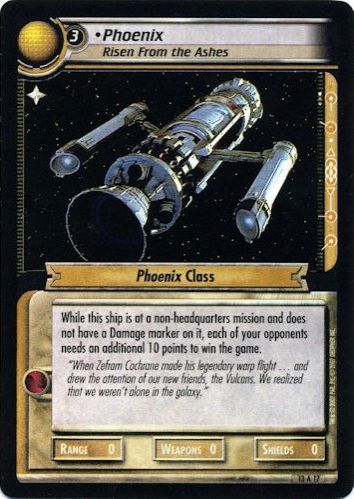 3 •Phoenix
Risen From the Ashes
Phoenix Class
While this ship is at a non-headquarters mission and
does not have a Damage marker on it, each of your opponents
needs an additional 10 points to win the game.
"When Zefram Cochrane made his legendary warp flight . . . and
drew the attention of our new friends, the Vulcans. We realized
that we weren't alone in the galaxy."
RANGE 0 WEAPONS 0 SHIELDS 0
13 A 17